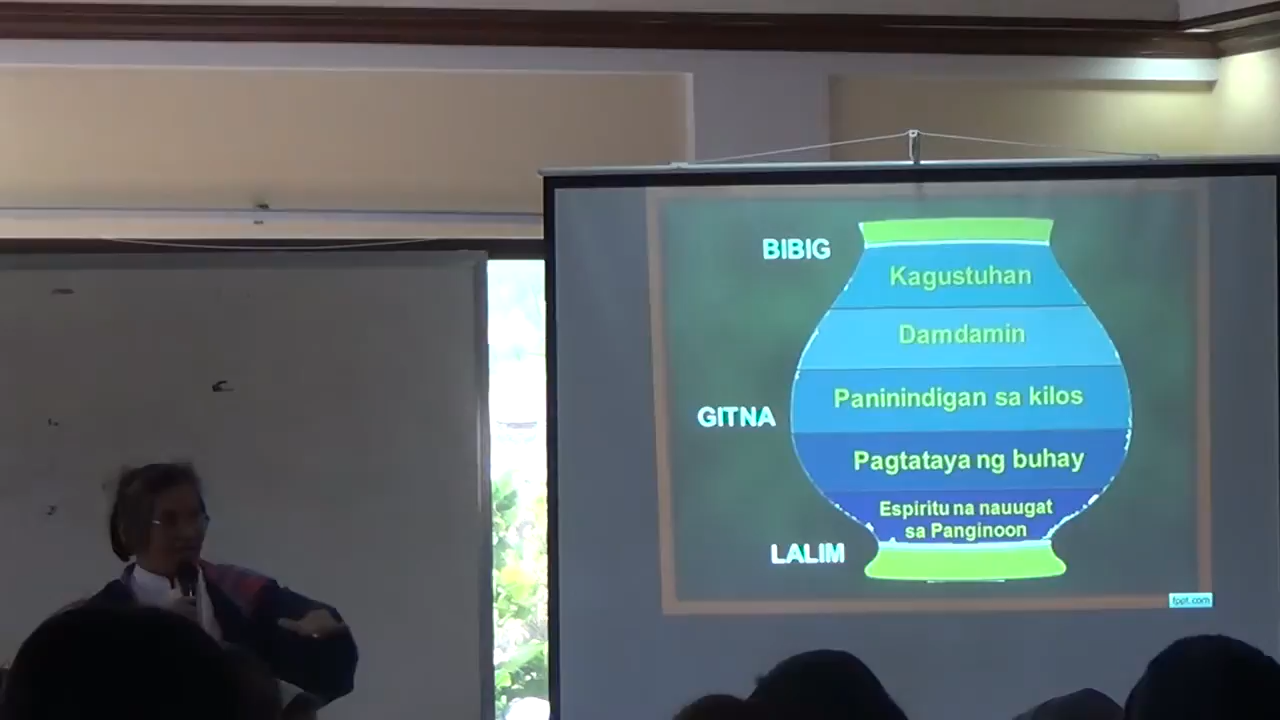 BIBIG
Kagustuhan
Damdamin
GITNA
Paninindigan sa kilos
Pagtataya ng buhay
Espiritu na nauugat
sa Panginoon
LALIM
fppt.com